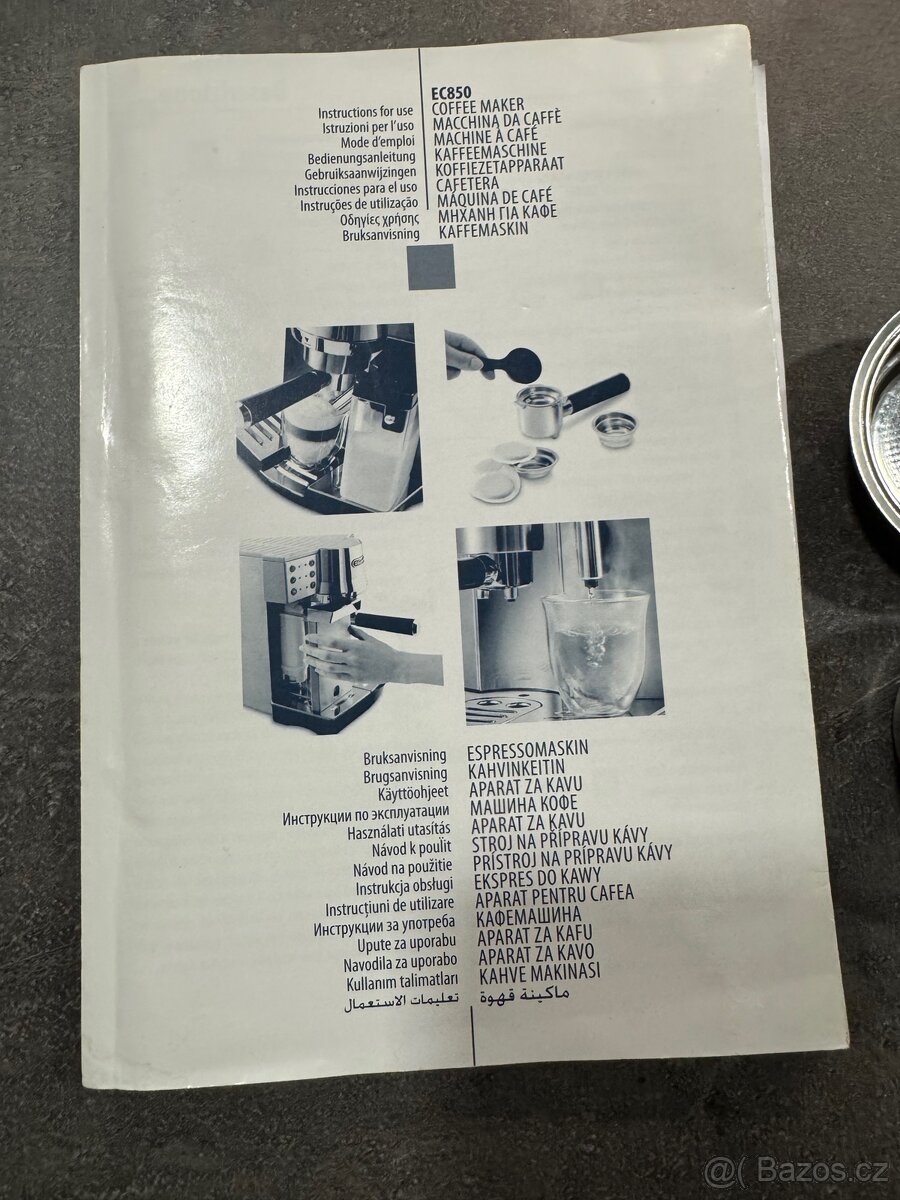 EC850
Instructions for use COFFEE MAKER
Istruzioni per l'uso MACCHINA DA CAFFÈ
Mode d'emploi MACHINE À CAFÉ
Bedienungsanleitung KAFFEEMASCHINE
Gebruiksaanwijzingen KOFFIEZETAPPARAAT
Instrucciones para el uso CAFETERA
Instruções de utilização MÁQUINA DE CAFÉ
Οδηγίες χρήσης ΜΗΧΑΝΗ ΓΙΑ ΚΑΦΕ
Bruksanvisning KAFFEMASKIN
Bruksanvisning ESPRESSOMASKIN
Brugsanvisning KAHVINKEITIN
Käyttöohjeet APARAT ZA KAVU
Инструкции по эксплуатации МАШИНА КОФЕ
Használati utasítás APARAT ZA KAVU
Návod k poulit STROJ NA PŘÍPRAVU KÁVY
Návod na použitie PRÍSTROJ NA PRÍPRAVU KÁVY
Instrukcja obsługi EKSPRES DO KAWY
Instrucțiuni de utilizare APARAT PENTRU CAFEA
Инструкции за употреба КАФЕМАШИНА
Upute za uporabu APARAT ZA KAFU
Navodila za uporabo APARAT ZA KAVO
Kullanım talimatları KAHVE MAKINASI
ماكينة قهوة تعليمات الاستعمال
@( Bazos.cz